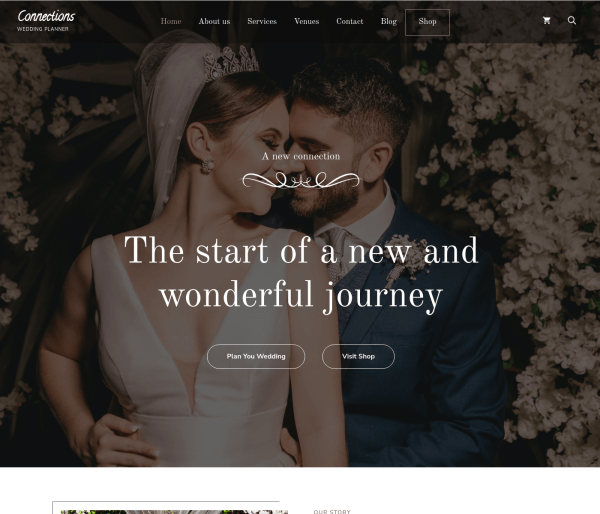 Connections
WEDDING PLANNER
Home About us Services Venues Contact Blog Shop
A new connection
The start of a new and
wonderful journey
Plan You Wedding Visit Shop
OUR STORY